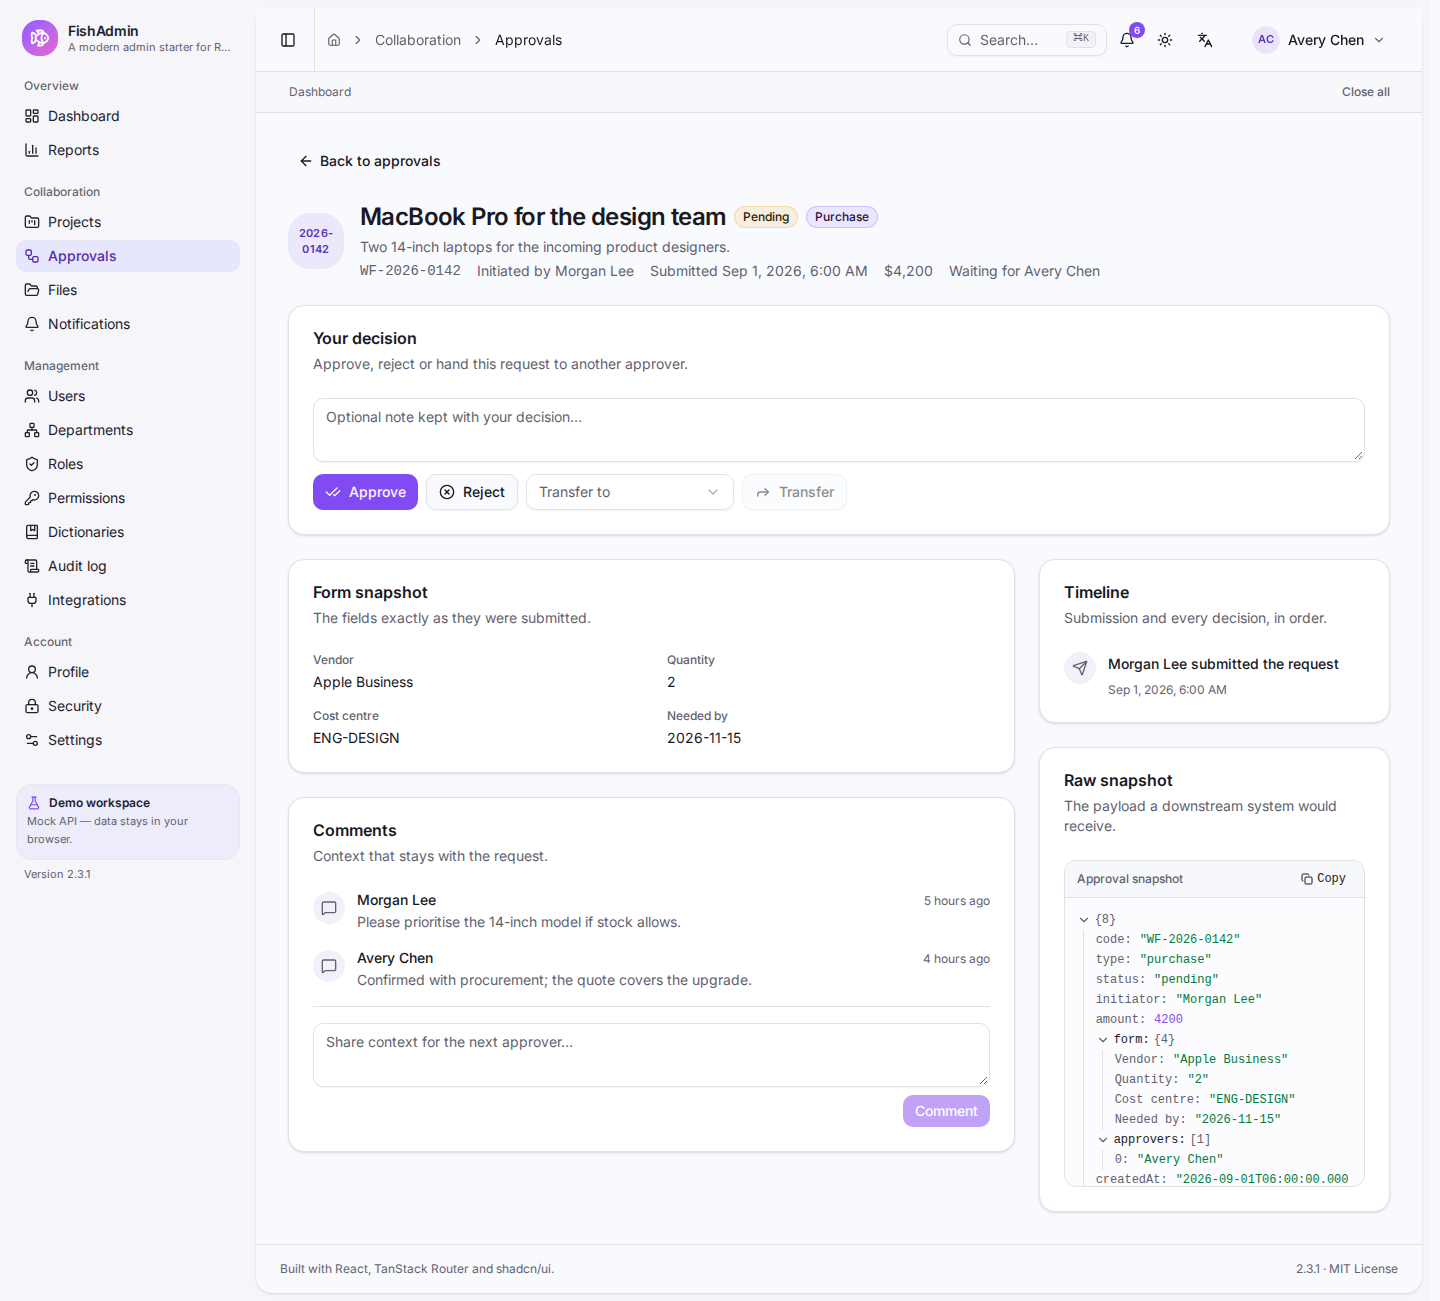 FishAdmin
A modern admin starter for R...
Overview
Dashboard
Reports
Collaboration
Projects
Approvals
Files
Notifications
Management
Users
Departments
Roles
Permissions
Dictionaries
Audit log
Integrations
Account
Profile
Security
Settings
Demo workspace
Mock API — data stays in your
browser.
Version 2.3.1
Collaboration
Approvals
Search...
⌘K
6
AC
Avery Chen
Dashboard
Close all
Back to approvals
2026-
0142
MacBook Pro for the design team
Pending
Purchase
Two 14-inch laptops for the incoming product designers.
WF-2026-0142 Initiated by Morgan Lee Submitted Sep 1, 2026, 6:00 AM $4,200 Waiting for Avery Chen
Your decision
Approve, reject or hand this request to another approver.
Optional note kept with your decision...
Approve
Reject
Transfer to
Transfer
Form snapshot
The fields exactly as they were submitted.
Vendor
Apple Business
Quantity
2
Cost centre
ENG-DESIGN
Needed by
2026-11-15
Comments
Context that stays with the request.
Morgan Lee
5 hours ago
Please prioritise the 14-inch model if stock allows.
Avery Chen
4 hours ago
Confirmed with procurement; the quote covers the upgrade.
Share context for the next approver...
Comment
Timeline
Submission and every decision, in order.
Morgan Lee submitted the request
Sep 1, 2026, 6:00 AM
Raw snapshot
The payload a downstream system would
receive.
Approval snapshot
Copy
{8}
code: "WF-2026-0142"
type: "purchase"
status: "pending"
initiator: "Morgan Lee"
amount: 4200
form: {4}
Vendor: "Apple Business"
Quantity: "2"
Cost centre: "ENG-DESIGN"
Needed by: "2026-11-15"
approvers: [1]
0: "Avery Chen"
createdAt: "2026-09-01T06:00:00.000
Built with React, TanStack Router and shadcn/ui.
2.3.1 · MIT License